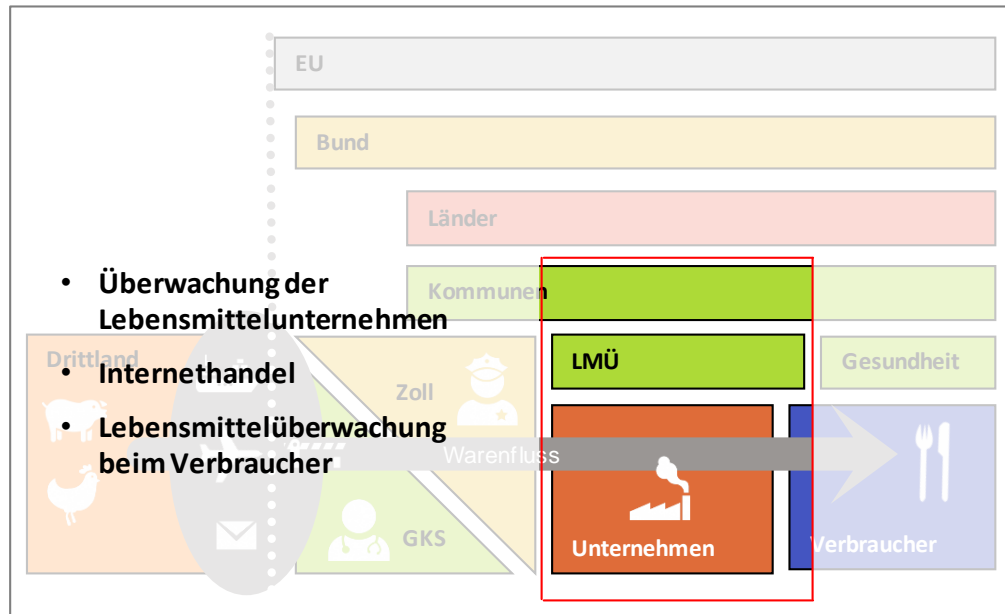 EU
Bund
Länder
Kommunen
• Überwachung der
Lebensmittelunternehmen
• Internethandel
• Lebensmittelüberwachung
beim Verbraucher
Drittland
Zoll
GKS
LMÜ
Gesundheit
Warenfluss
Unternehmen
Verbraucher